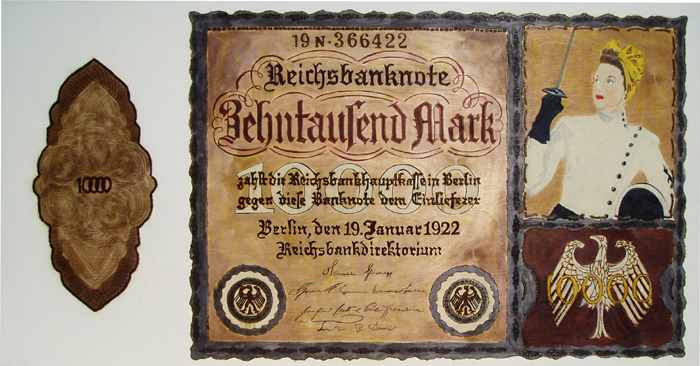 10000
19 N·366422
Reichsbanknote
Zehntausend Mark
10000
zahlt die Reichsbankhauptkasse in Berlin
gegen diese Banknote dem Einlieferer
Berlin, den 19. Januar 1922
Reichsbankdirektorium
10000